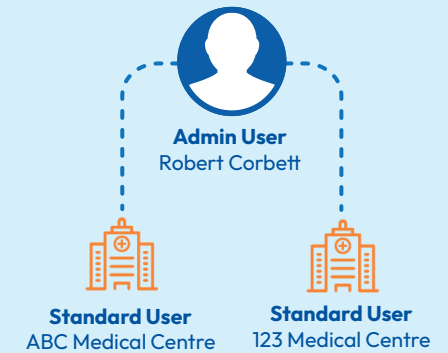 Admin User
Robert Corbett
Standard User
ABC Medical Centre
Standard User
123 Medical Centre